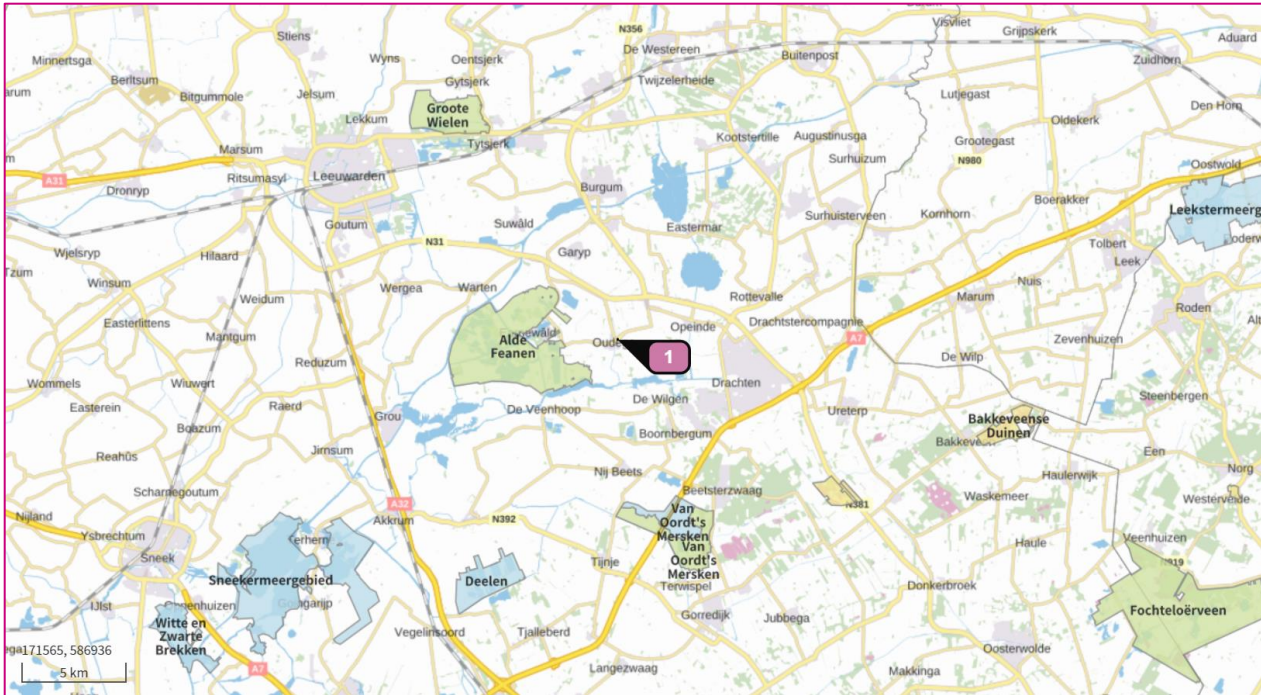 Visvliet
Grijpskerk
Stiens
N356
De Westereen
Aduard
Minnertsga
Wyns
Oentsjerk
Buitenpost
Zuidhorn
Gytsjerk
Twijzelerheide
Berltsum
Bitgummole
Jelsum
Lutjegast
Groote
Wielen
Den Horn
Lekkum
Oldekerk
Kootstertille
Augustinusga
Grootegast
Marsum
Tytsjerk
Surhuizum
N980
Oostwold
A31
Ritsumasyl
Leeuwarden
Dronryp
Burgum
Boerakker
Leekstermeerg
Surhuisterveen
Kornhorn
Goutum
Suwâld
Eastermar
N31
Tolbert
Wjelsryp
Hilaard
Garyp
Leek
Tzum
Winsum
Wergea
Warten
Nuis
Weidum
Rottevalle
Marum
Roden
Easterlittens
Drachtstercompagnie
Opeinde
Mantgum
Alde
Feanen
Oude
1
A7
Zevenhuizen
Reduzum
De Wilp
Wommels
Wiuwert
Drachten
Steenbergen
Easterein
Raerd
De Veenhoop
De Wilgen
Grou
Ureterp
Bakkeveense
Duinen
Boazum
Boornbergum
Een
Reahûs
Jirnsum
Nij Beets
Haulerwijk
Norg
Scharnegoutum
Beetsterzwaag
Waskemeer
Westervelde
A32
N381
Nijland
Akkrum
N392
Van
Oordt's
Mersken
Ysbrechtum
Haule
Veenhuizen
Sneek
Tijnje
Van
Oordt's
Mersken
N919
Sneekermeergebied
Deelen
Terwispel
Donkerbroek
IJlst
Gorredijk
Jubbega
Fochteloërveen
Witte en
Zwarte
Brekken
Vegelinsoord
Tjalleberd
Oosterwolde
171565, 586936
5 km
A7
Langezwaag
Makkinga